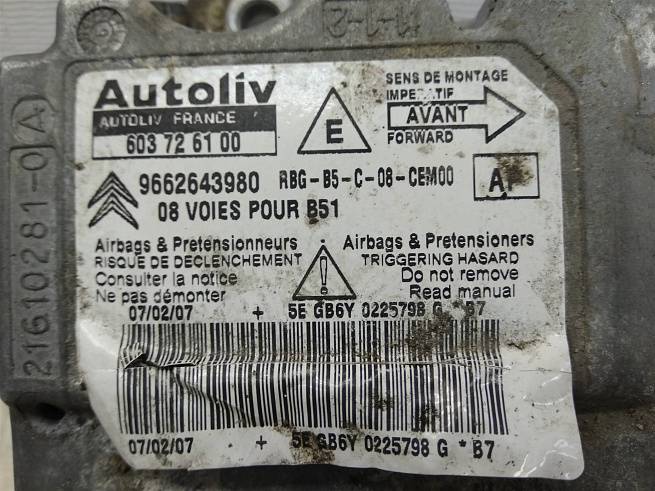 Autoliv
AUTOLIV FRANCE
603 72 61 00
E
SENS DE MONTAGE
IMPERATIF
AVANT
FORWARD
9662643980 RBG-B5-C-08-CEM00
08 VOIES POUR B51
Airbags & Pretensionneurs
RISQUE DE DECLENCHEMENT
Consulter la notice
Ne pas démonter
!
Airbags & Pretensioners
TRIGGERING HASARD
Do not remove
Read manual
07/02/07 + 5E GB6Y 0225798 G *B7
07/02/07 + 5E GB6Y 0225798 G *B7
21610281-0 A